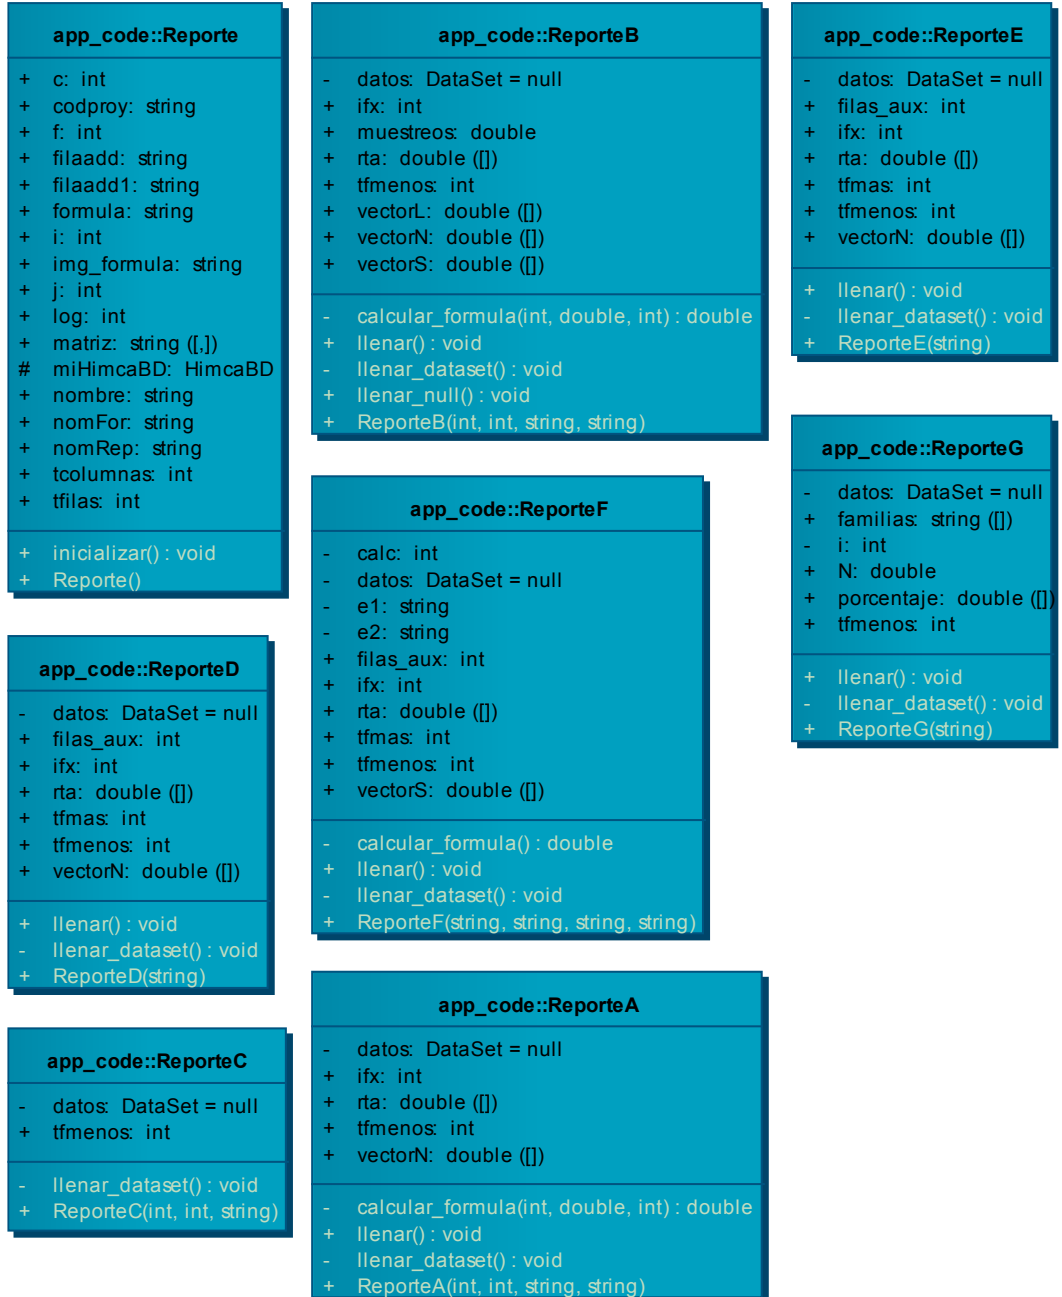 app_code::Reporte
+ c: int
+ codproy: string
+ f: int
+ filaadd: string
+ filaadd1: string
+ formula: string
+ i: int
+ img_formula: string
+ j: int
+ log: int
+ matriz: string ([,])
# miHimcaBD: HimcaBD
+ nombre: string
+ nomFor: string
+ nomRep: string
+ tcolumnas: int
+ tfilas: int
+ inicializar() : void
+ Reporte()
app_code::ReporteB
- datos: DataSet = null
+ ifx: int
+ muestreos: double
+ rta: double ([])
+ tfmenos: int
+ vectorL: double ([])
+ vectorN: double ([])
+ vectorS: double ([])
- calcular_formula(int, double, int) : double
+ llenar() : void
- llenar_dataset() : void
+ llenar_null() : void
+ ReporteB(int, int, string, string)
app_code::ReporteE
- datos: DataSet = null
+ filas_aux: int
+ ifx: int
+ rta: double ([])
+ tfmas: int
+ tfmenos: int
+ vectorN: double ([])
+ llenar() : void
- llenar_dataset() : void
+ ReporteE(string)
app_code::ReporteG
- datos: DataSet = null
+ familias: string ([])
- i: int
+ N: double
+ porcentaje: double ([])
+ tfmenos: int
+ llenar() : void
- llenar_dataset() : void
+ ReporteG(string)
app_code::ReporteF
- calc: int
- datos: DataSet = null
- e1: string
- e2: string
+ filas_aux: int
+ ifx: int
+ rta: double ([])
+ tfmas: int
+ tfmenos: int
+ vectorS: double ([])
- calcular_formula() : double
+ llenar() : void
- llenar_dataset() : void
+ ReporteF(string, string, string, string)
app_code::ReporteD
- datos: DataSet = null
+ filas_aux: int
+ ifx: int
+ rta: double ([])
+ tfmas: int
+ tfmenos: int
+ vectorN: double ([])
+ llenar() : void
- llenar_dataset() : void
+ ReporteD(string)
app_code::ReporteC
- datos: DataSet = null
+ tfmenos: int
- llenar_dataset() : void
+ ReporteC(int, int, string)
app_code::ReporteA
- datos: DataSet = null
+ ifx: int
+ rta: double ([])
+ tfmenos: int
+ vectorN: double ([])
- calcular_formula(int, double, int) : double
+ llenar() : void
- llenar_dataset() : void
+ ReporteA(int, int, string, string)